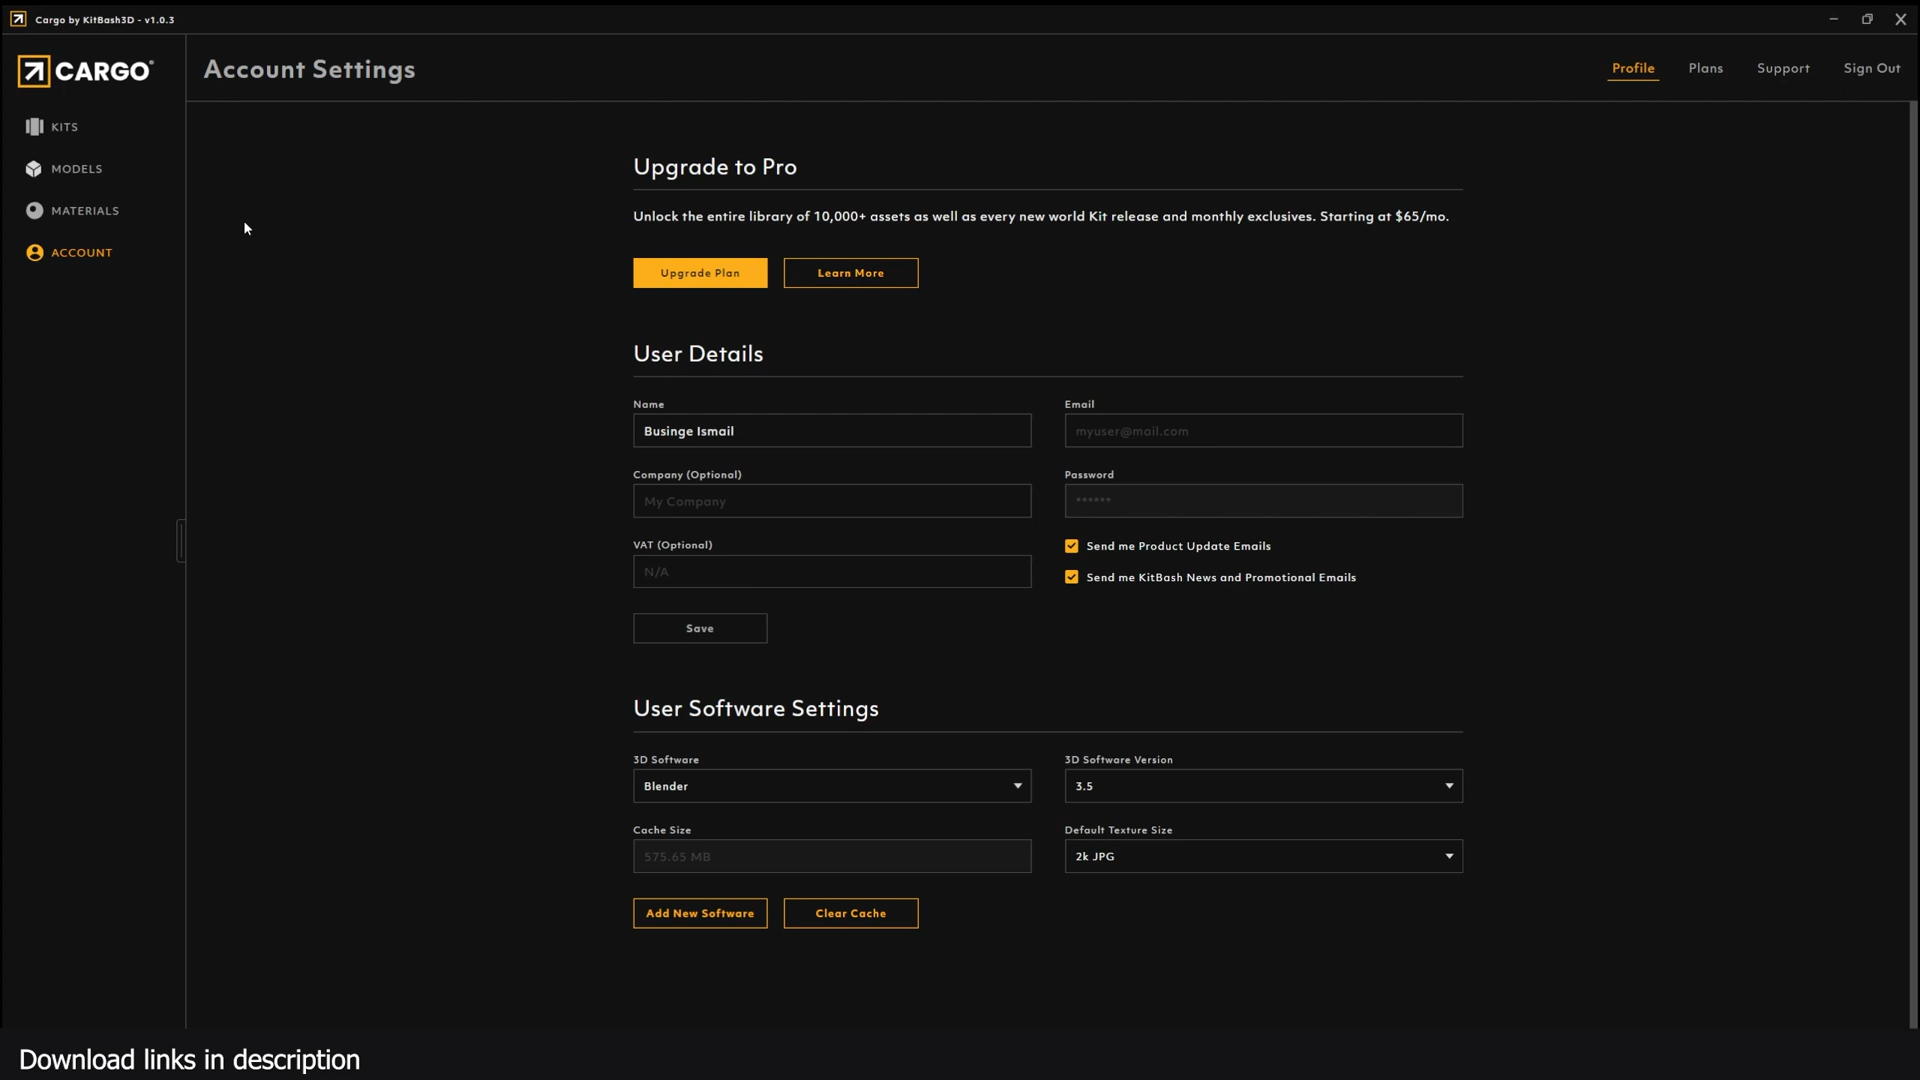 Cargo by KitBash3D - v1.0.3
CARGO
Account Settings
Profile
Plans
Support
Sign Out
KITS
MODELS
MATERIALS
ACCOUNT
Upgrade to Pro
Unlock the entire library of 10,000+ assets as well as every new world Kit release and monthly exclusives. Starting at $65/mo.
Upgrade Plan
Learn More
User Details
Name
Email
Businge Ismail
myuser@mail.com
Company (Optional)
Password
My Company
••••••
VAT (Optional)
Send me Product Update Emails
N/A
Send me KitBash News and Promotional Emails
Save
User Software Settings
3D Software
3D Software Version
Blender
3.5
Cache Size
Default Texture Size
575.65 MB
2k JPG
Add New Software
Clear Cache
Download links in description